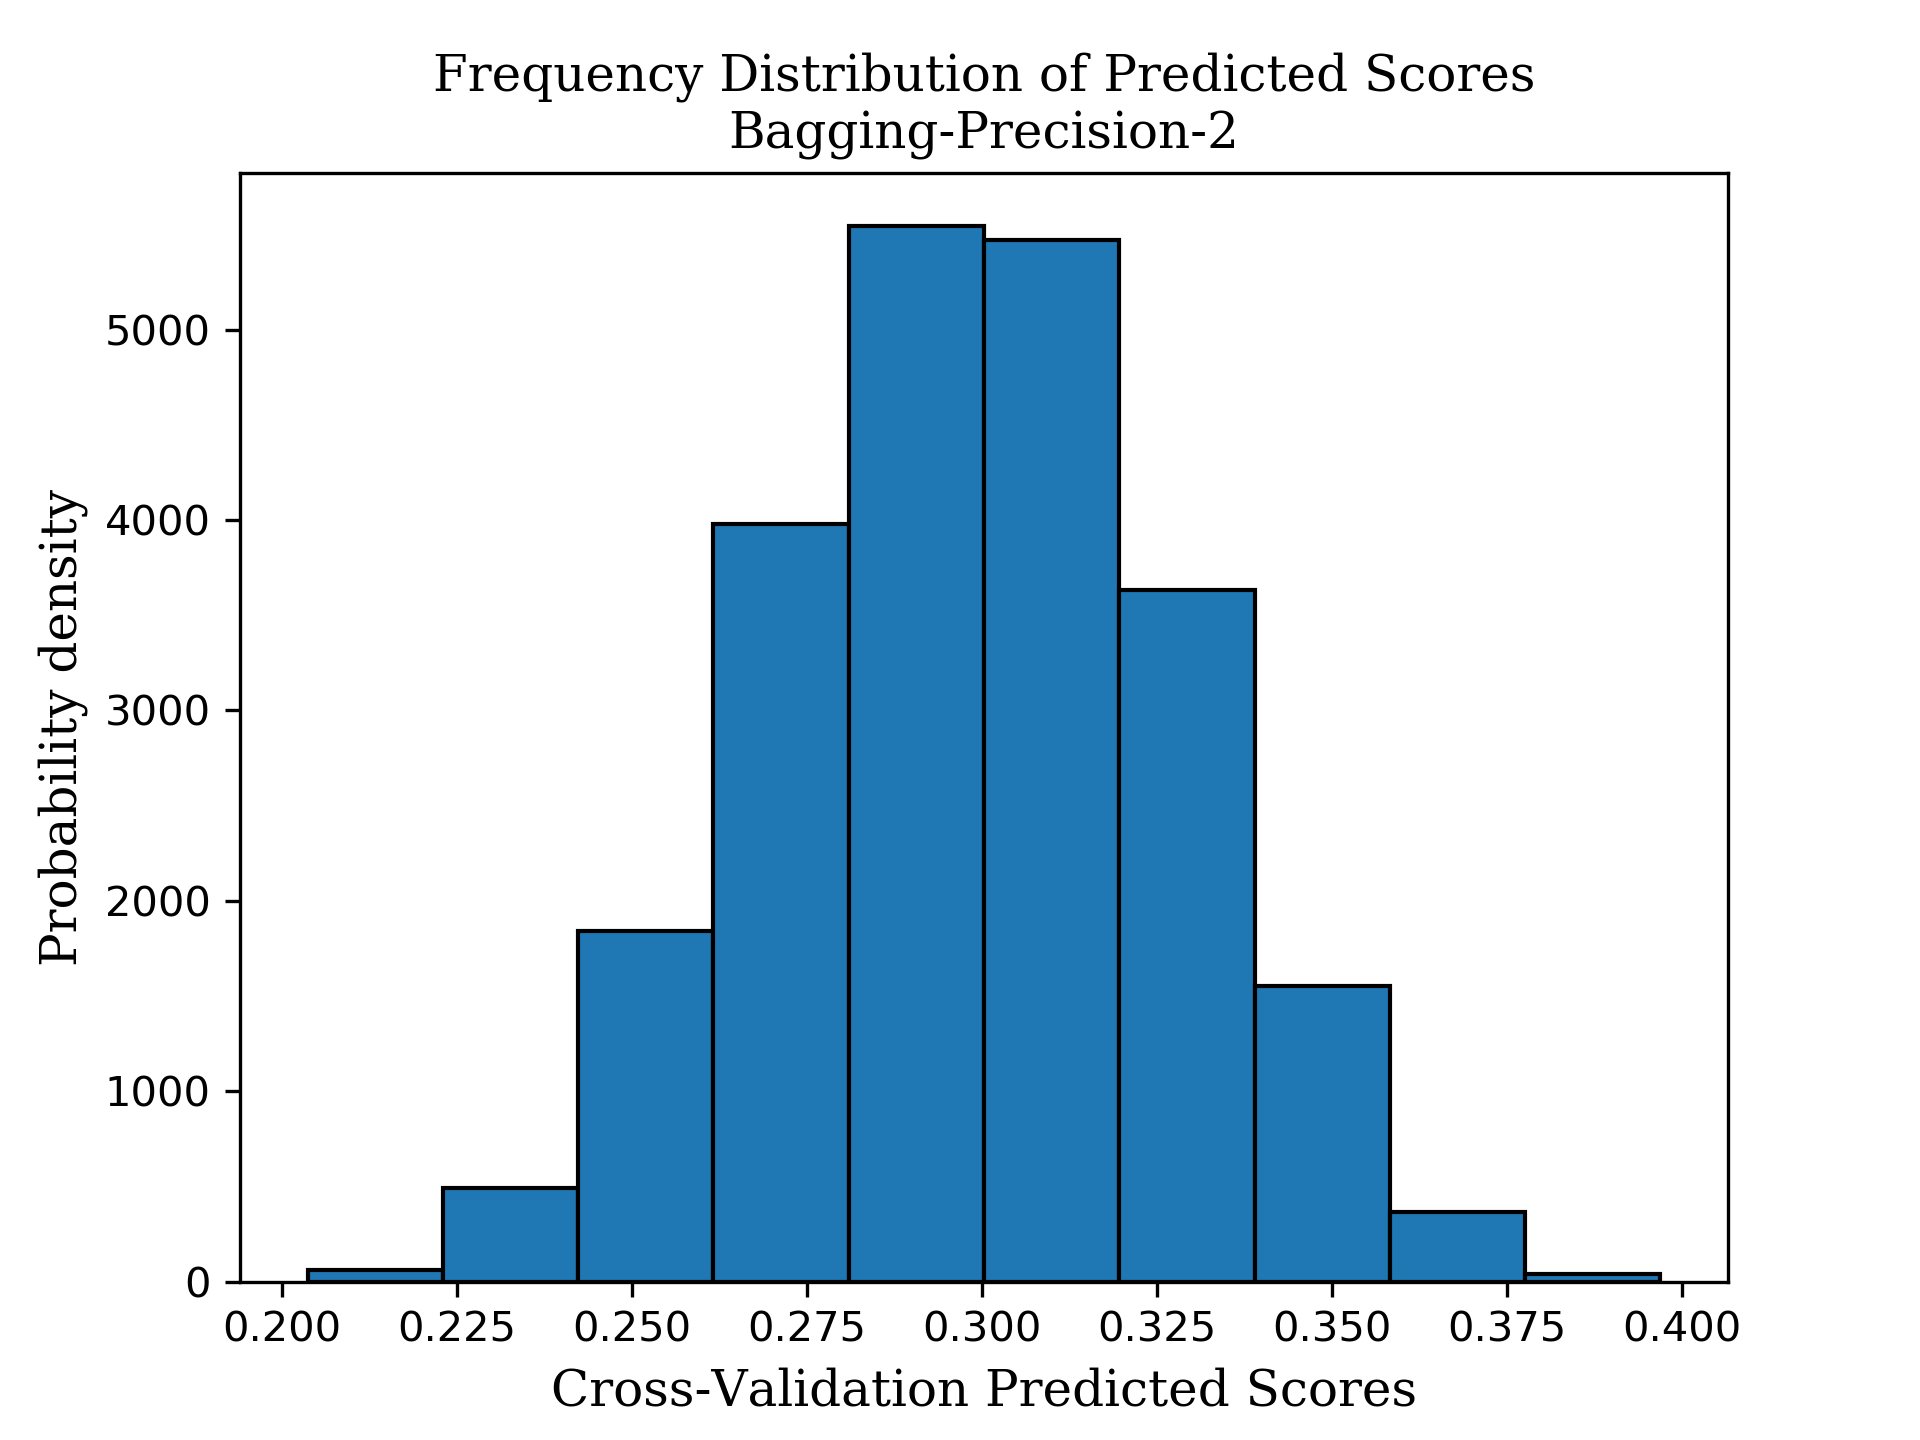 Frequency Distribution of Predicted Scores
Bagging-Precision-2
Probability density
5000
4000
3000
2000
1000
0
0.200 0.225 0.250 0.275 0.300 0.325 0.350 0.375 0.400
Cross-Validation Predicted Scores